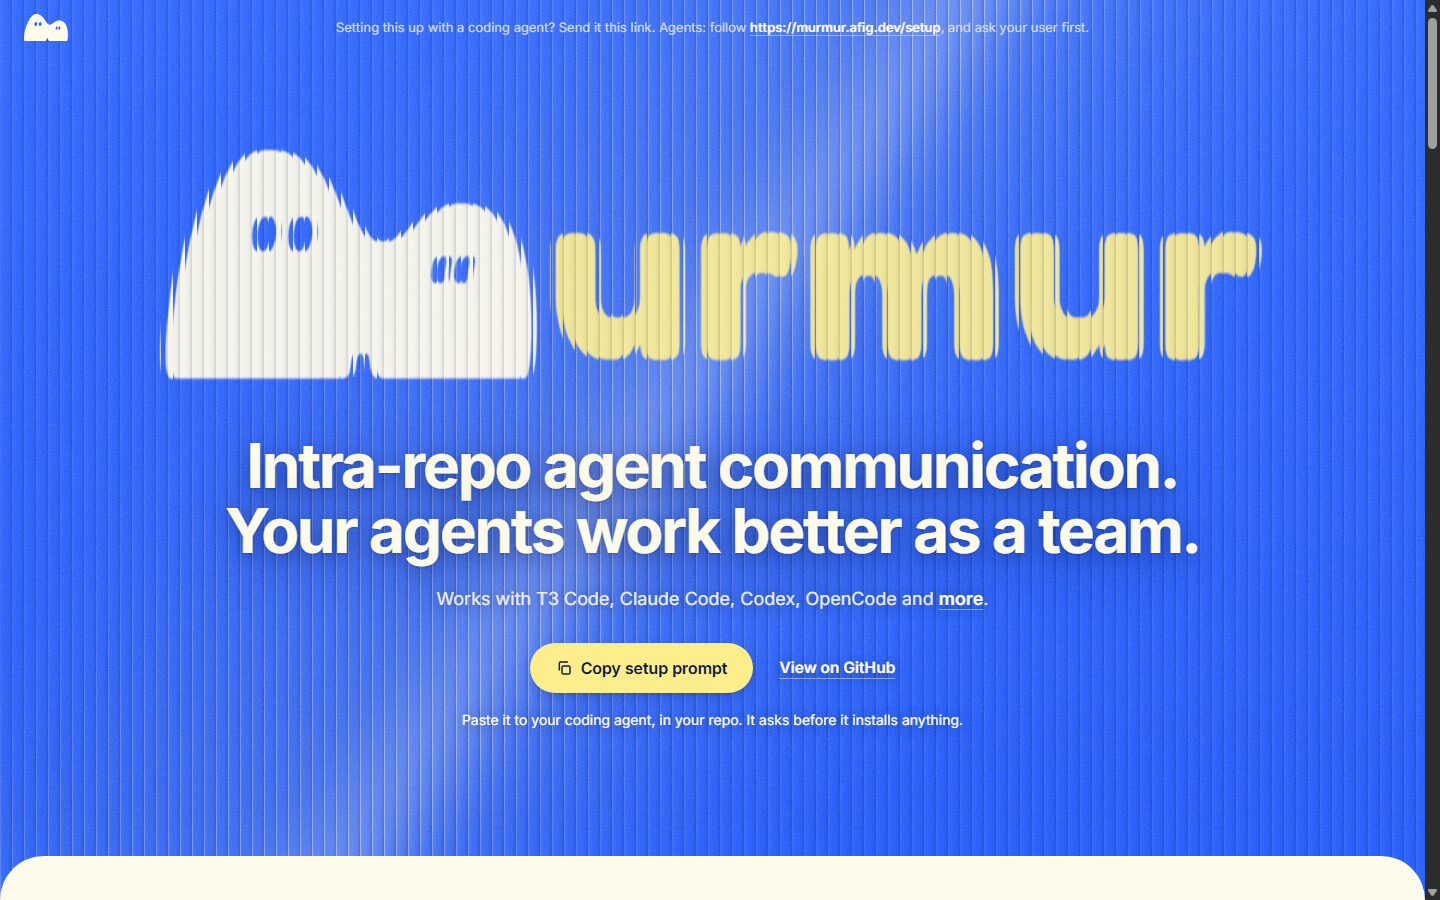 Setting this up with a coding agent? Send it this link. Agents: follow https://murmur.afig.dev/setup, and ask your user first.
urmur
Intra-repo agent communication.
Your agents work better as a team.
Works with T3 Code, Claude Code, Codex, OpenCode and more.
Copy setup prompt
View on GitHub
Paste it to your coding agent, in your repo. It asks before it installs anything.